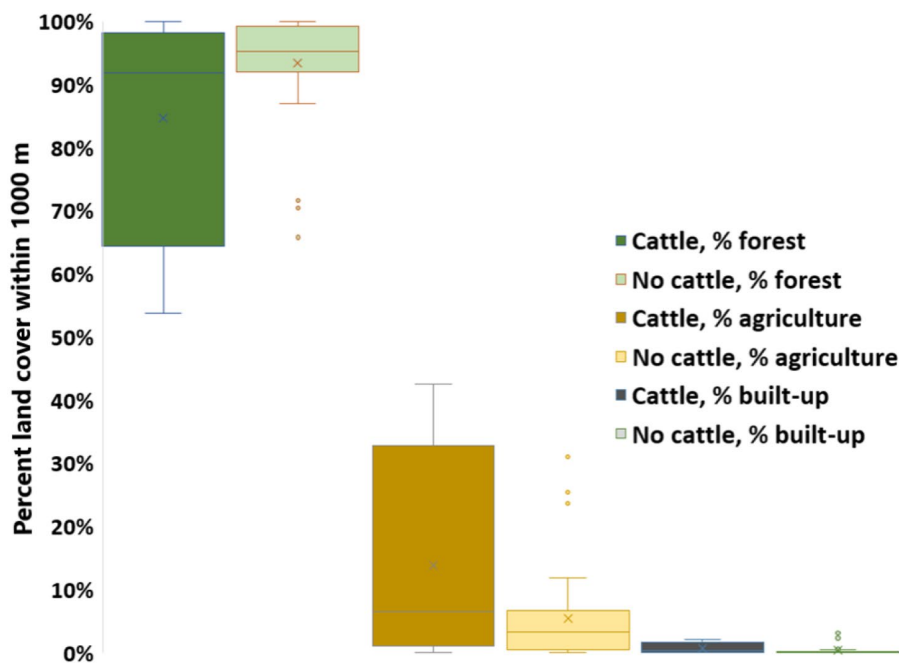 Percent land cover within 1000 m
100%
90%
80%
70%
60%
50%
40%
30%
20%
10%
0%
Cattle, % forest
No cattle, % forest
Cattle, % agriculture
No cattle, % agriculture
Cattle, % built-up
No cattle, % built-up